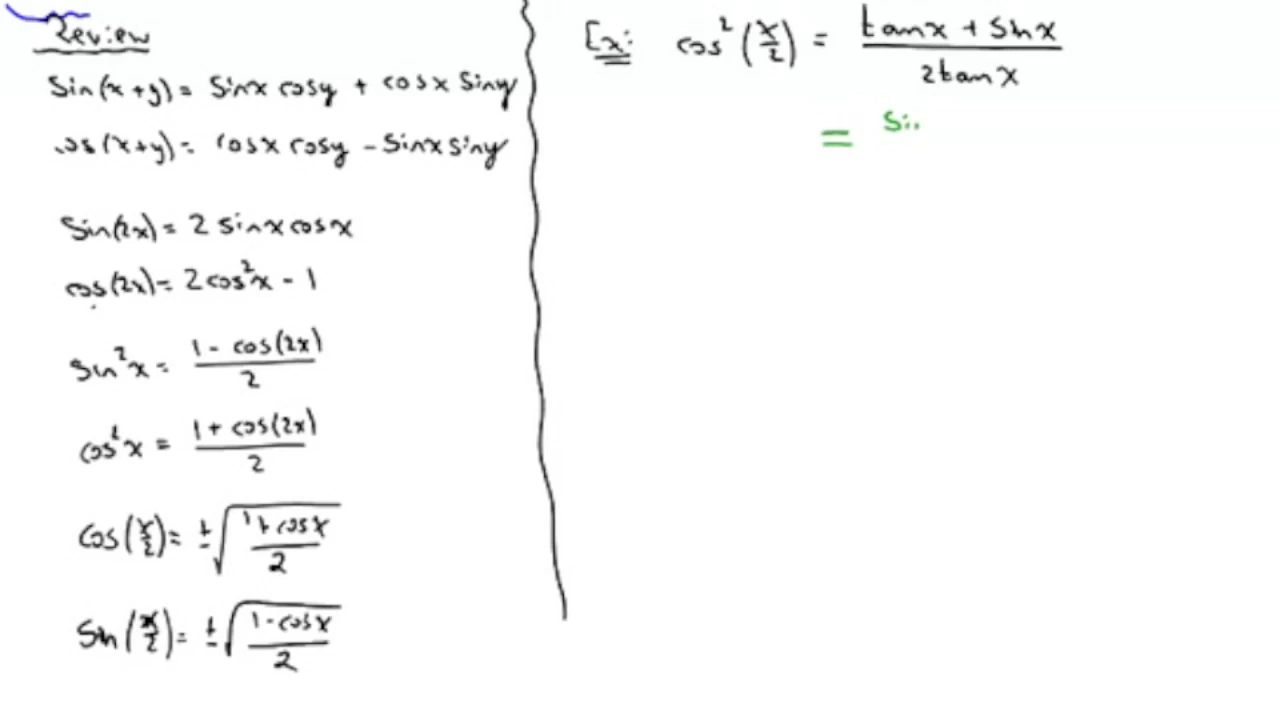 Review
Sin(x+y) = Sinx cosy + cosx Siny
cos(x+y) = cosx cosy - Sinx siny
Sin(2x) = 2 sinx cosx
cos(2x) = 2cos²x - 1
Sin²x = (1 - cos(2x))/2
cos²x = (1 + cos(2x))/2
Cos(x/2) = ±√((1+cosx)/2)
Sin(x/2) = ±√((1-cosx)/2)
Ex: cos²(x/2) = (tanx + Sinx)/(2tanx)
= Si